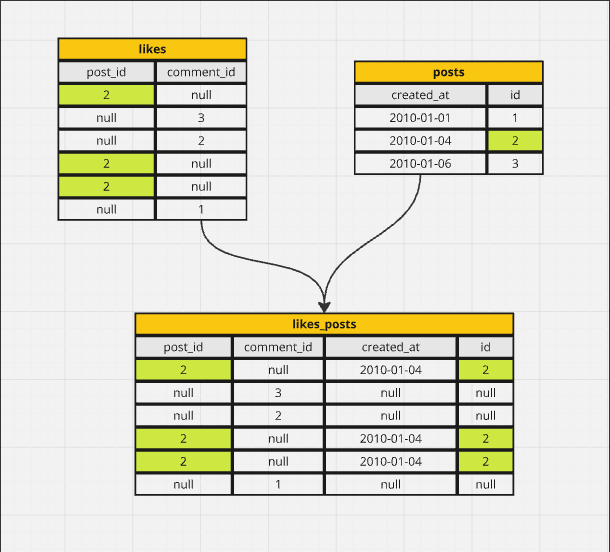 likes
post_id comment_id
2 null
null 3
null 2
2 null
2 null
null 1
posts
created_at id
2010-01-01 1
2010-01-04 2
2010-01-06 3
likes_posts
post_id comment_id created_at id
2 null 2010-01-04 2
null 3 null null
null 2 null null
2 null 2010-01-04 2
2 null 2010-01-04 2
null 1 null null